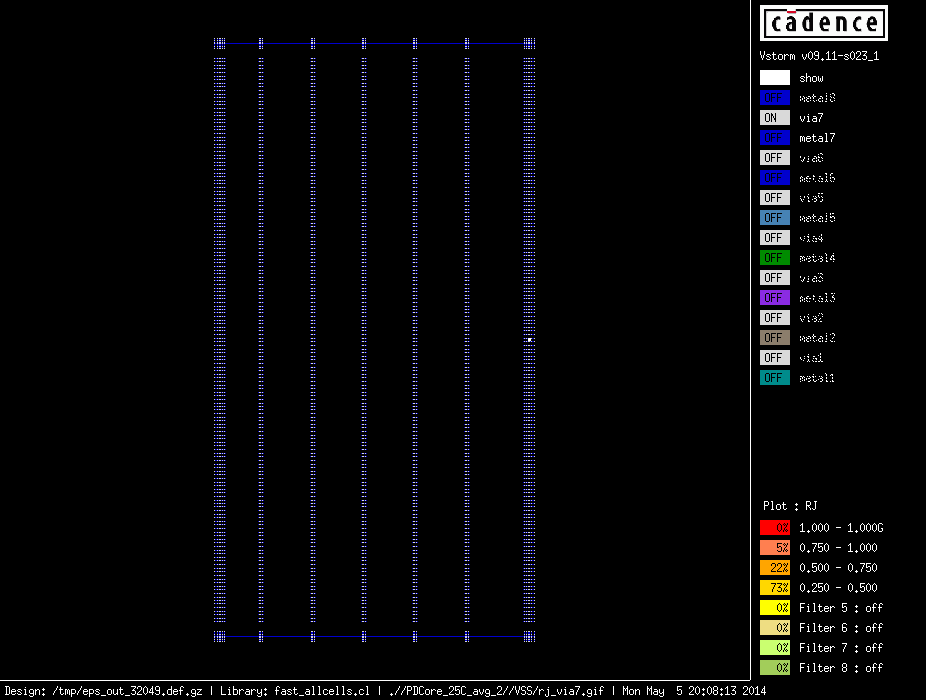 cadence
Vstorm v09.11-s023_1
show
metal8
ON via7
metal7
OFF via6
metal6
OFF via5
OFF metal5
OFF via4
OFF metal4
OFF via3
OFF metal3
OFF via2
OFF metal2
OFF via1
OFF metal1
Plot : RJ
0% 1.000 - 1.000G
5% 0.750 - 1.000
22% 0.500 - 0.750
73% 0.250 - 0.500
0% Filter 5 : off
0% Filter 6 : off
0% Filter 7 : off
0% Filter 8 : off
Design: /tmp/eps_out_32049.def.gz | Library: fast_allcells.cl | .//PDCore_25C_avg_2//VSS/rj_via7.gif | Mon May  5 20:08:13 2014